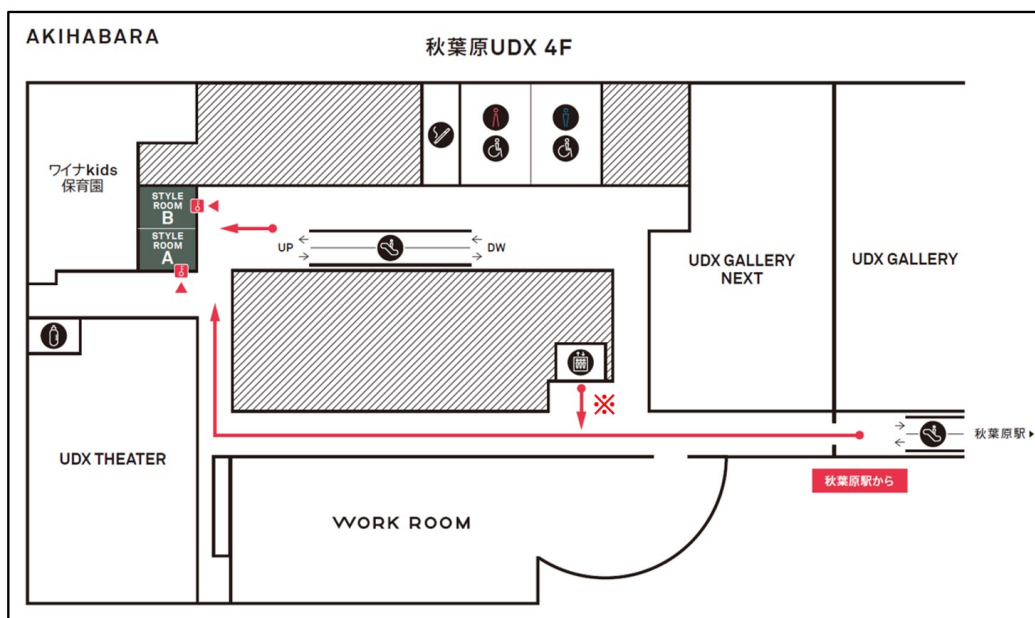 AKIHABARA
秋葉原UDX 4F
ワイナkids
保育園
STYLE
ROOM
B
STYLE
ROOM
A
UP
DW
UDX GALLERY
NEXT
UDX GALLERY
※
秋葉原駅
秋葉原駅から
UDX THEATER
WORK ROOM